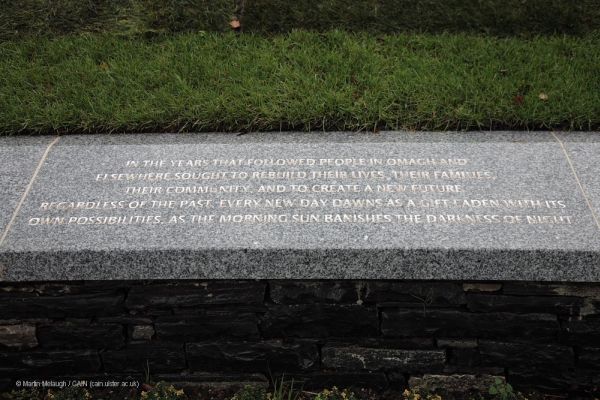 IN THE YEARS THAT FOLLOWED PEOPLE IN OMAGH AND
ELSEWHERE SOUGHT TO REBUILD THEIR LIVES, THEIR FAMILIES,
THEIR COMMUNITY, AND TO CREATE A NEW FUTURE.
REGARDLESS OF THE PAST, EVERY NEW DAY DAWNS AS A GIFT LADEN WITH ITS
OWN POSSIBILITIES, AS THE MORNING SUN BANISHES THE DARKNESS OF NIGHT.
© Martin Melaugh / CAIN (cain.ulster.ac.uk)